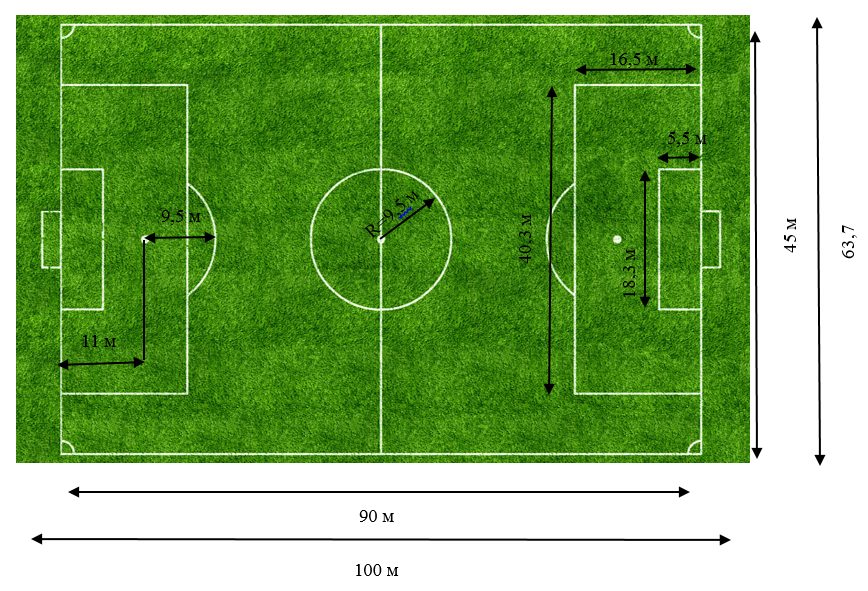 16,5 м
5,5 м
9,5 м
R=9,5 м
40,3 м
18,3 м
45 м
63,7
11 м
90 м
100 м